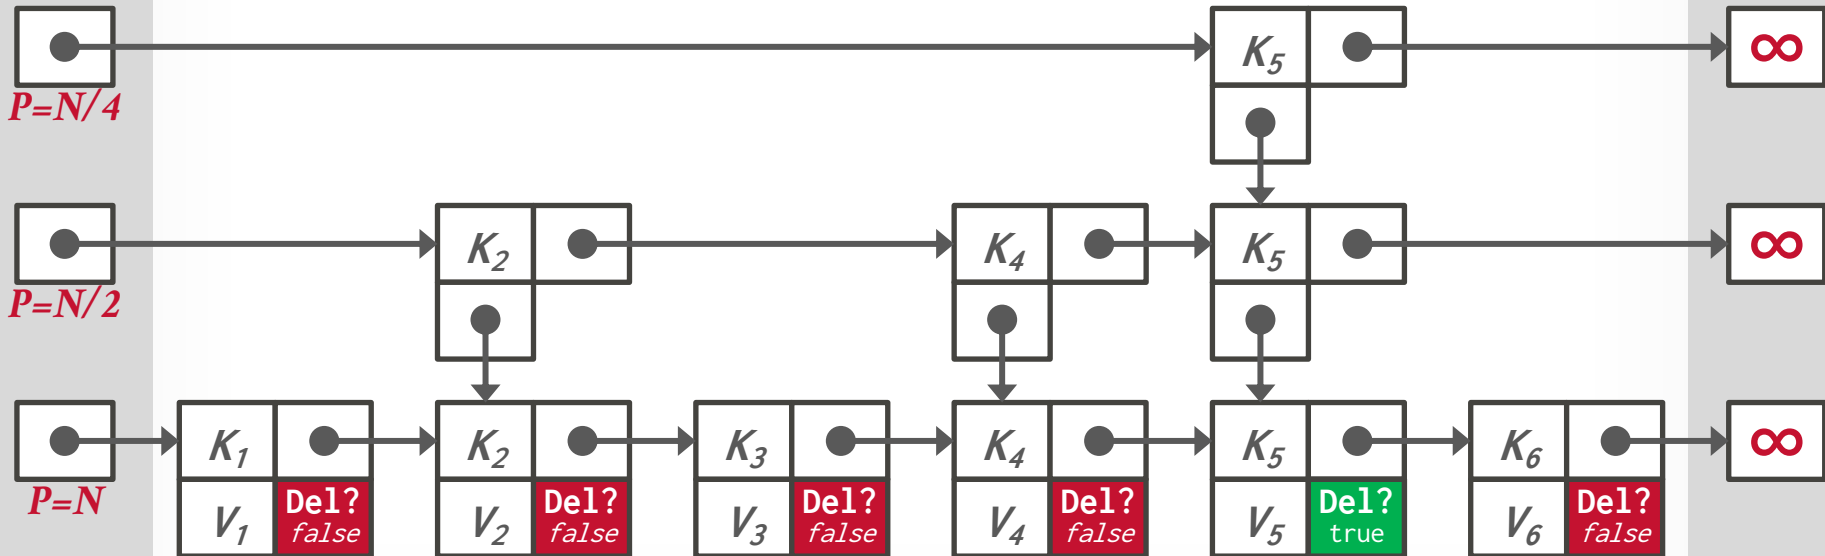 K5 ∞
P=N/4
K2 K4 K5 ∞
P=N/2
K1 K2 K3 K4 K5 K6 ∞
P=N
V1 Del? false V2 Del? false V3 Del? false V4 Del? false V5 Del? true V6 Del? false